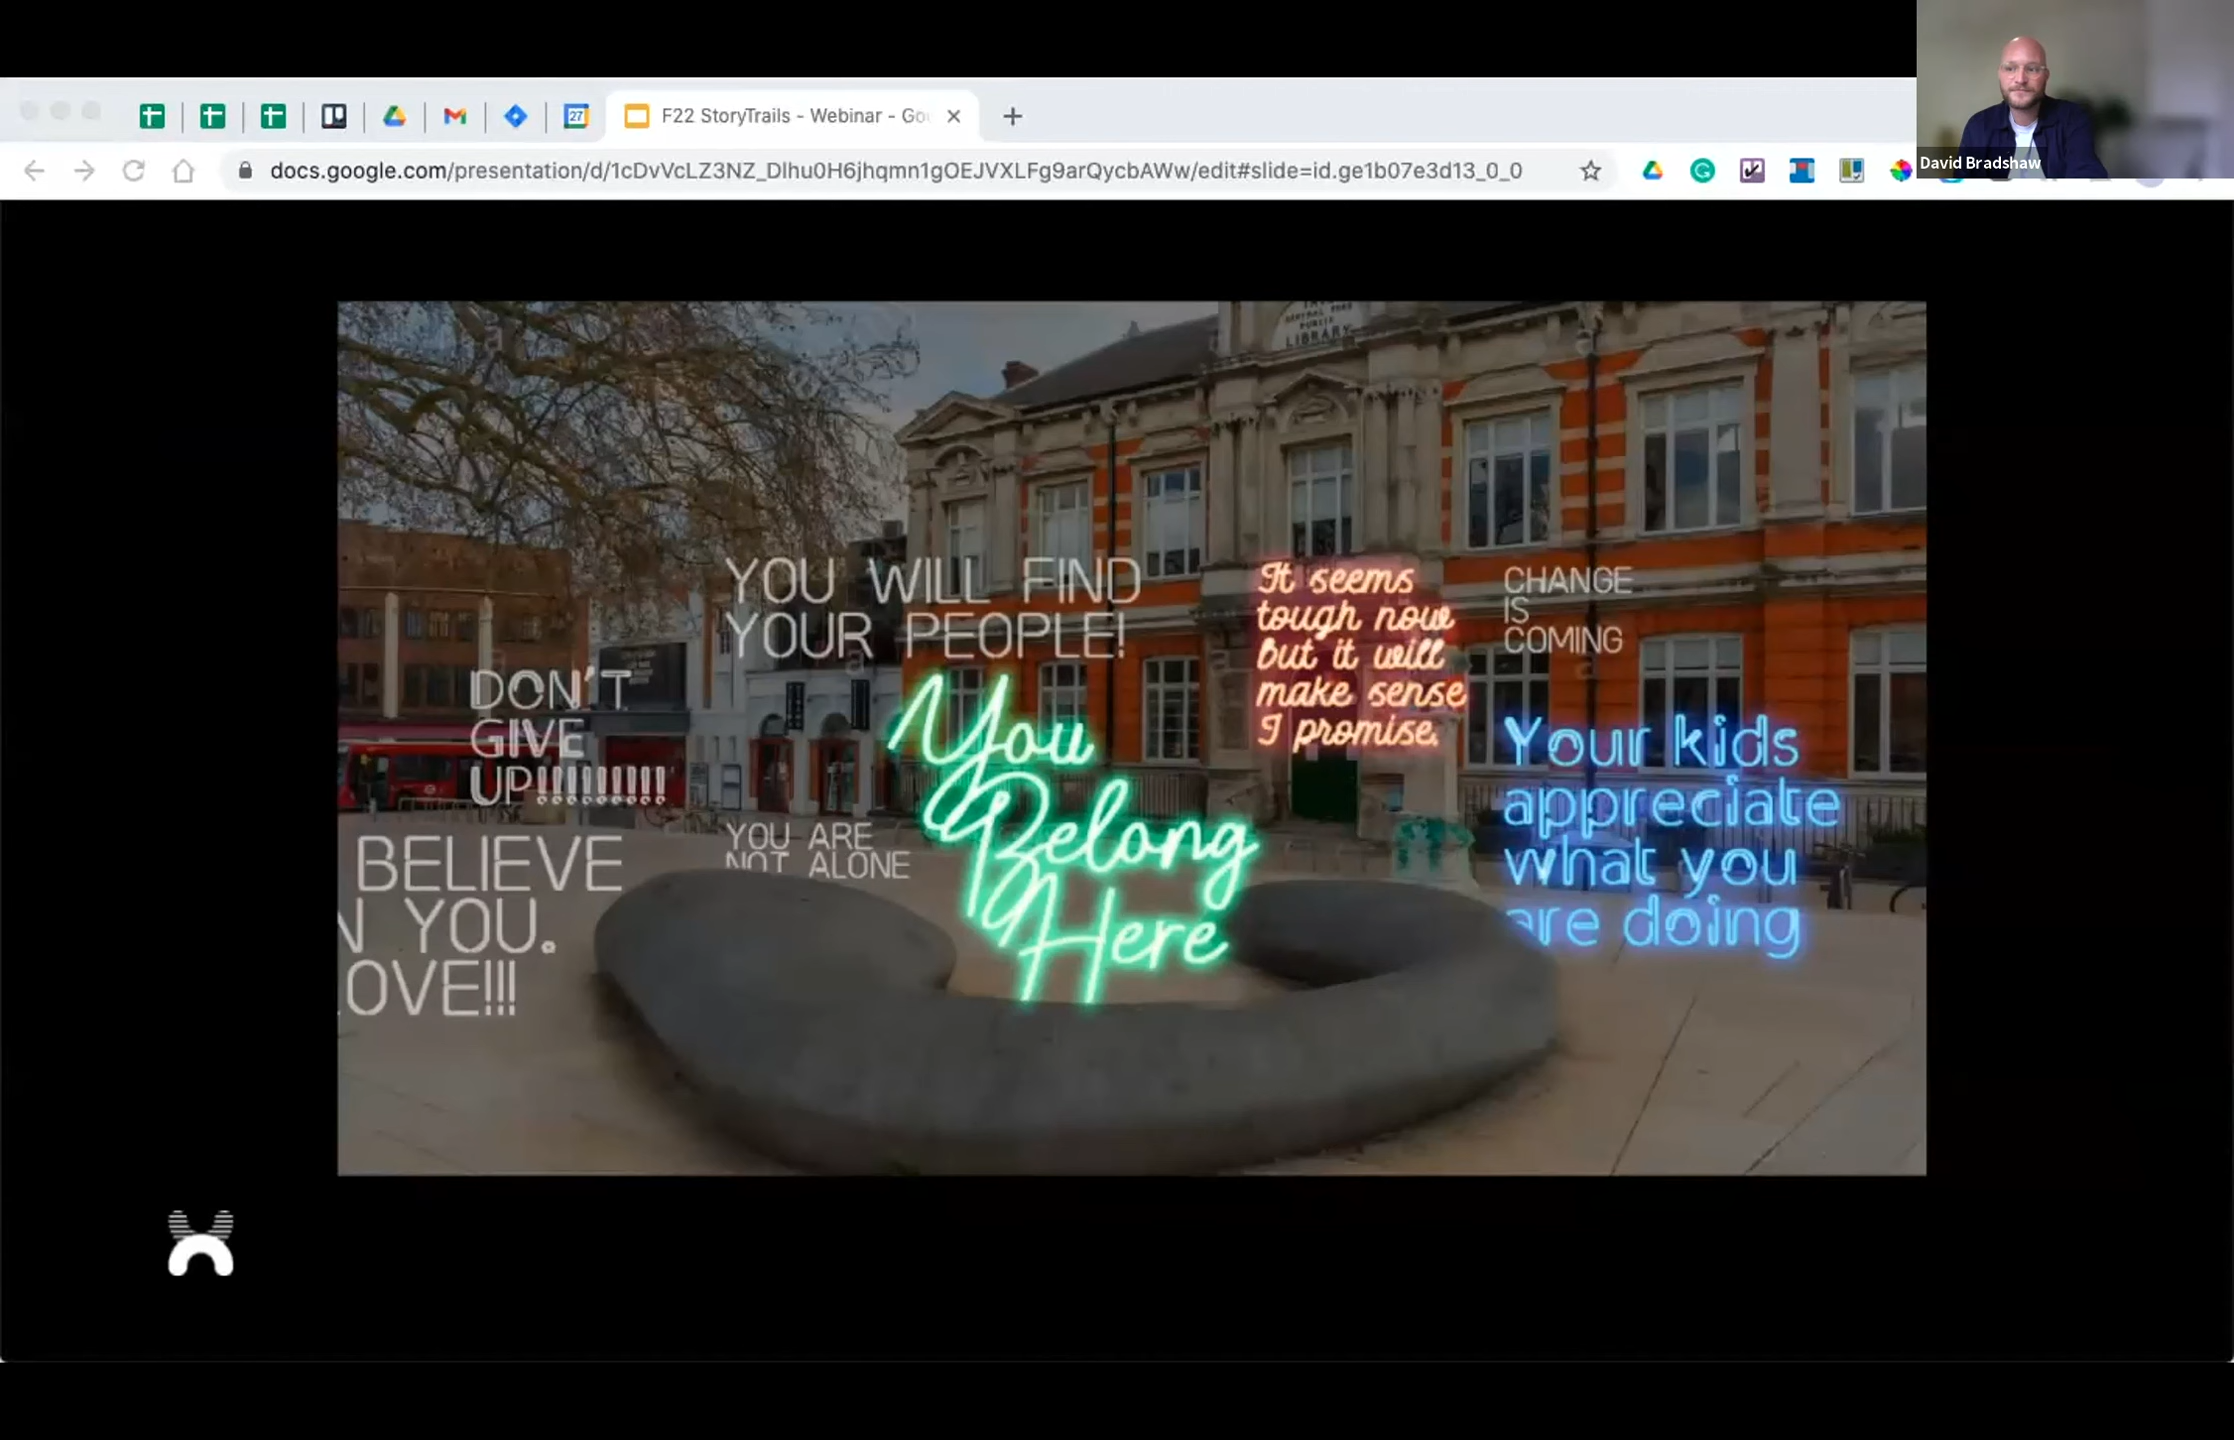 F22 StoryTrails - Webinar - Go
docs.google.com/presentation/d/1cDvVcLZ3NZ_Dlhu0H6jhqmn1gOEJVXLFg9arQycbAWw/edit#slide=id.ge1b07e3d13_0_0
David Bradshaw
27
LIBRARY
YOU WILL FIND
YOUR PEOPLE!
DON'T
GIVE
UP!!!!!!!!!!
BELIEVE
N YOU.
OVE!!!
YOU ARE
NOT ALONE
You
Belong
Here
It seems
tough now
But it will
make sense
I promise.
CHANGE
IS
COMING
Your kids
appreciate
what you
are doing